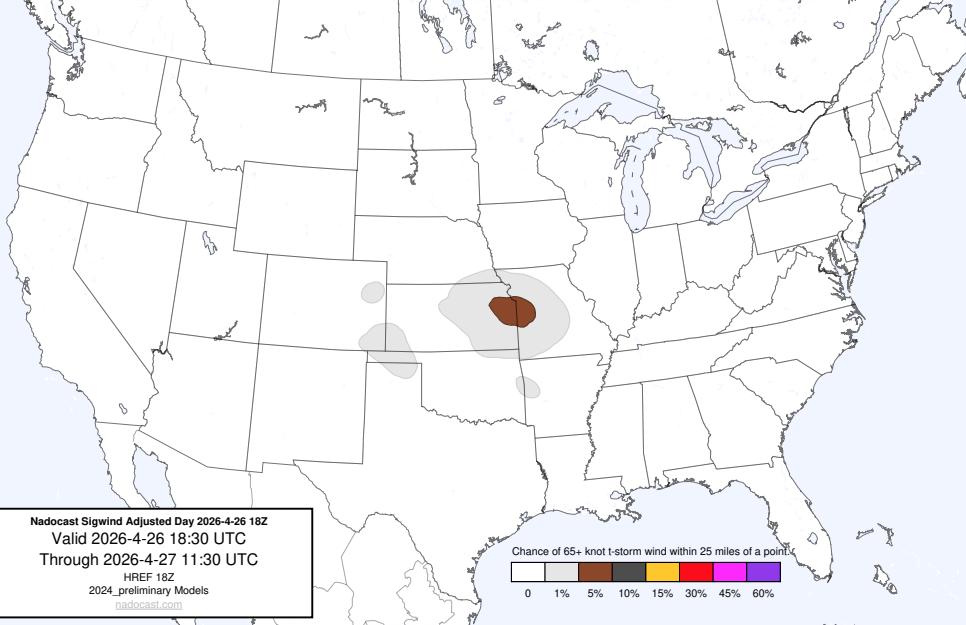 Nadocast Sigwind Adjusted Day 2026-4-26 18Z
Valid 2026-4-26 18:30 UTC
Through 2026-4-27 11:30 UTC
HREF 18Z
2024_preliminary Models
nadocast.com
Chance of 65+ knot t-storm wind within 25 miles of a point.
0 1% 5% 10% 15% 30% 45% 60%